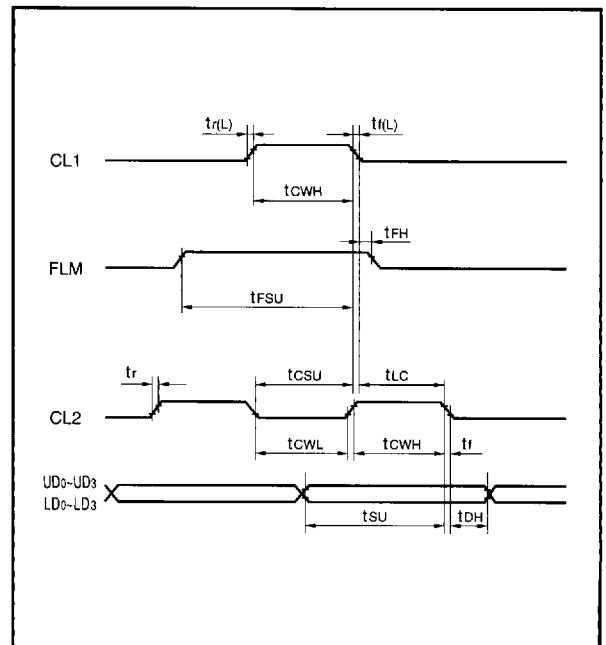 tr(L) tf(L)
CL1
tCWH
tFH
FLM
tFSU
tr tCSU tLC
CL2
tCWL tCWH tf
UD0~UD3
LD0~LD3
tSU tDH